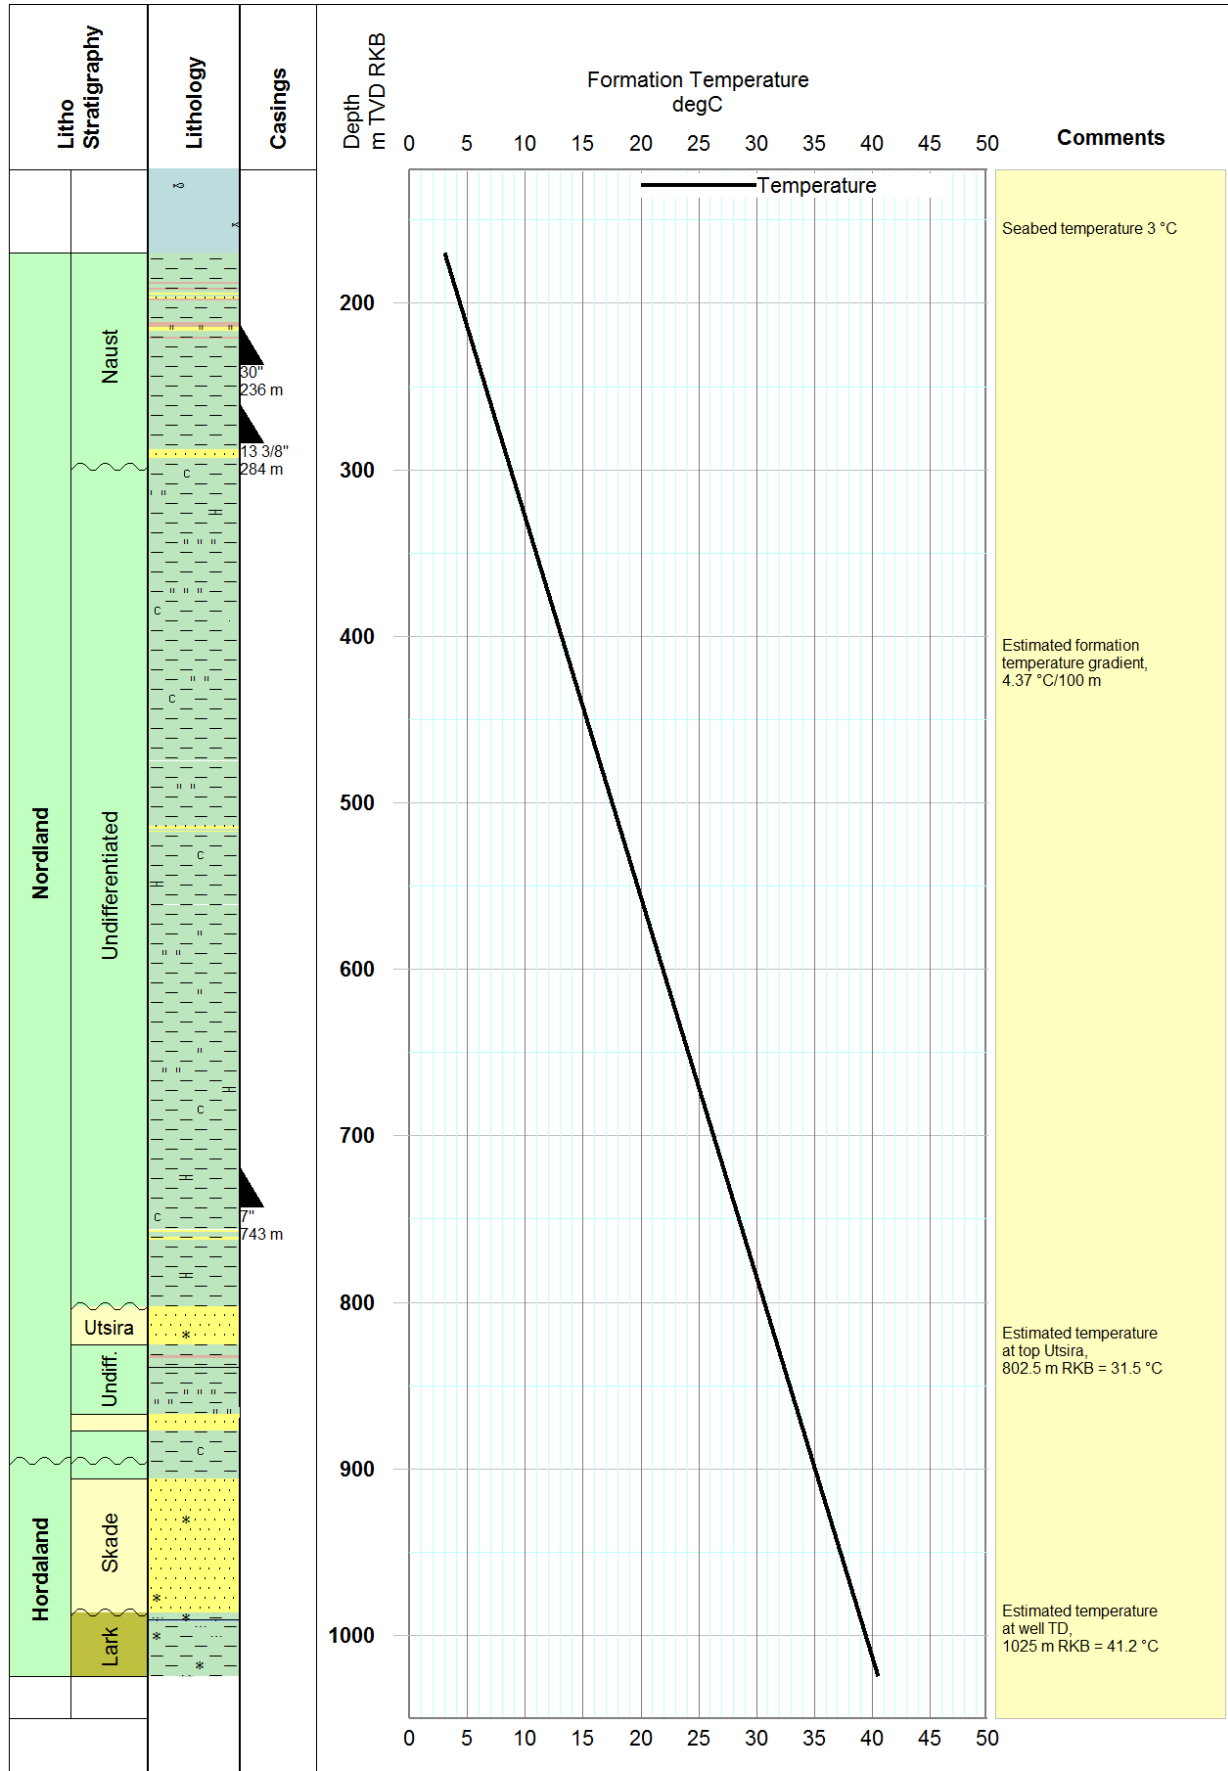 Litho
Stratigraphy
Lithology
Casings
Depth
m TVD RKB
Formation Temperature
degC
0 5 10 15 20 25 30 35 40 45 50
Comments
Temperature
Seabed temperature 3 °C
200
Naust
30"
236 m
13 3/8"
284 m
300
400
Estimated formation
temperature gradient,
4.37 °C/100 m
500
Nordland
Undifferentiated
600
700
7"
743 m
800
Utsira
Estimated temperature
at top Utsira,
802.5 m RKB = 31.5 °C
Undiff.
900
Hordaland
Skade
1000
Estimated temperature
at well TD,
1025 m RKB = 41.2 °C
Lark
0 5 10 15 20 25 30 35 40 45 50